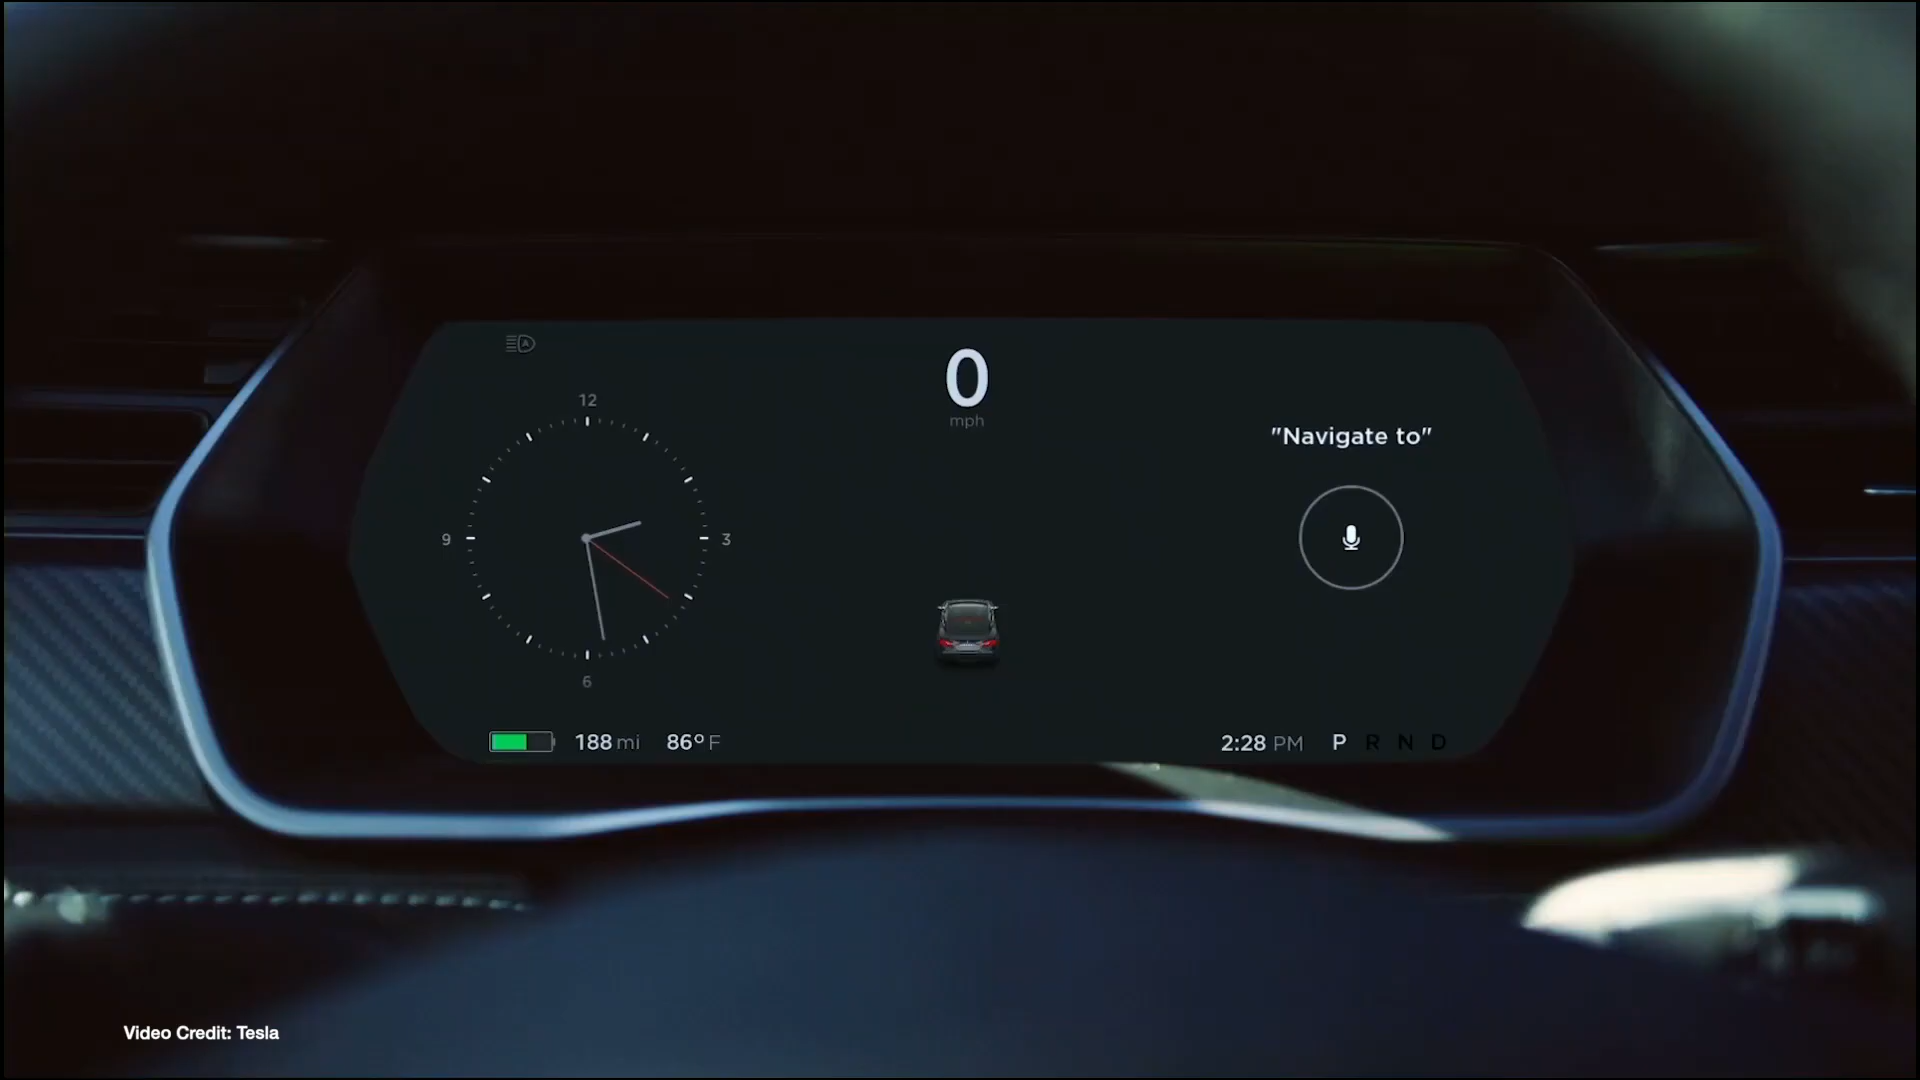 A
0
mph
12
9
3
6
"Navigate to"
188 mi
86° F
2:28 PM
P R N D
Video Credit: Tesla